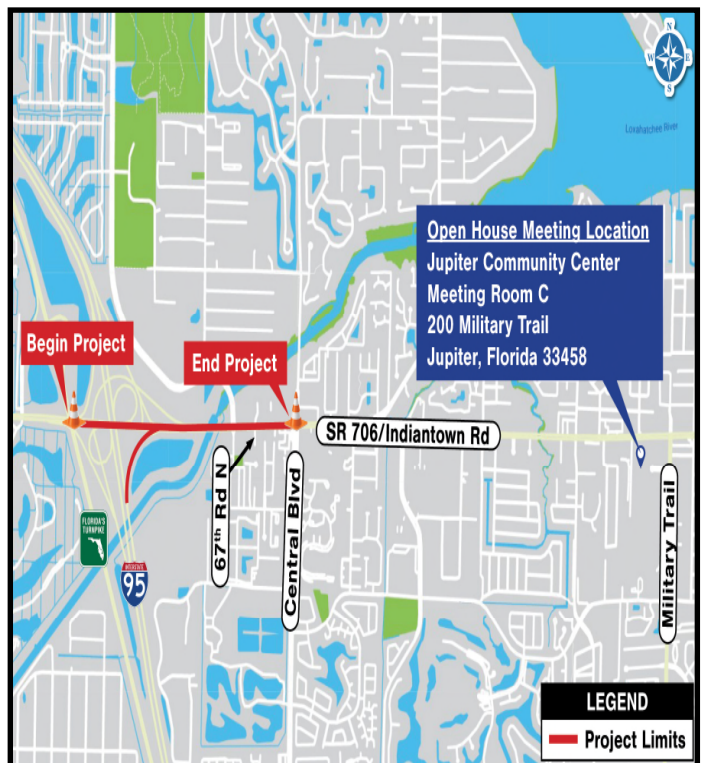 N
W E
S
Loxahatchee River
Open House Meeting Location
Jupiter Community Center
Meeting Room C
200 Military Trail
Jupiter, Florida 33458
Begin Project
End Project
SR 706/Indiantown Rd
67th Rd N
Central Blvd
Military Trail
FLORIDA'S
TURNPIKE
INTERSTATE
95
LEGEND
Project Limits